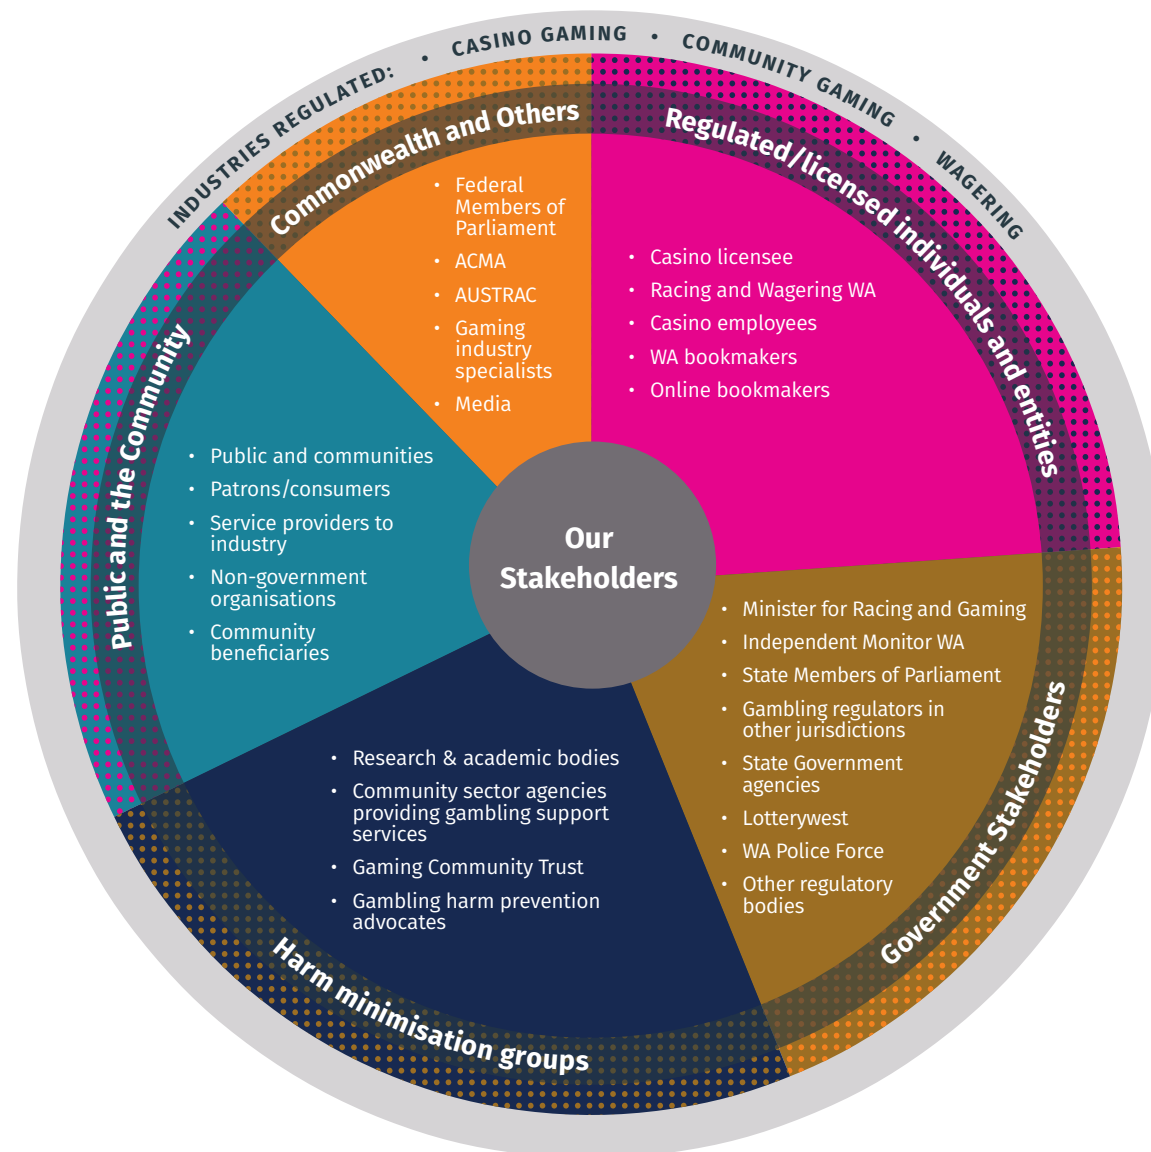 INDUSTRIES REGULATED: • CASINO GAMING • COMMUNITY GAMING • WAGERING
Commonwealth and Others
• Federal
Members of
Parliament
• ACMA
• AUSTRAC
• Gaming
industry
specialists
• Media
Regulated/licensed individuals and entities
• Casino licensee
• Racing and Wagering WA
• Casino employees
• WA bookmakers
• Online bookmakers
Public and the Community
• Public and communities
• Patrons/consumers
• Service providers to
industry
• Non-government
organisations
• Community
beneficiaries
Our
Stakeholders
Government Stakeholders
• Minister for Racing and Gaming
• Independent Monitor WA
• State Members of Parliament
• Gambling regulators in
other jurisdictions
• State Government
agencies
• Lotterywest
• WA Police Force
• Other regulatory
bodies
Harm minimisation groups
• Research & academic bodies
• Community sector agencies
providing gambling support
services
• Gaming Community Trust
• Gambling harm prevention
advocates